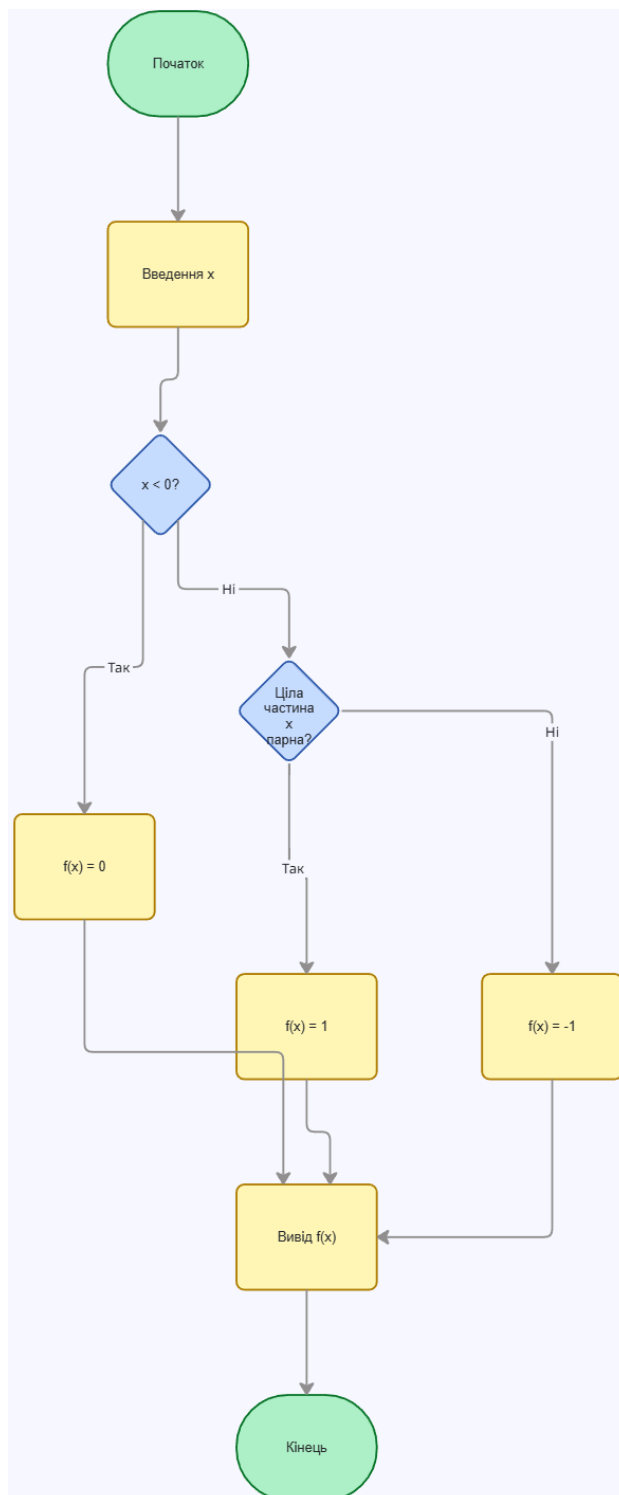 Початок
Введення x
x < 0?
Ні
Так
Ціла
частина
x
парна?
Ні
f(x) = 0
Так
f(x) = 1
f(x) = -1
Вивід f(x)
Кінець